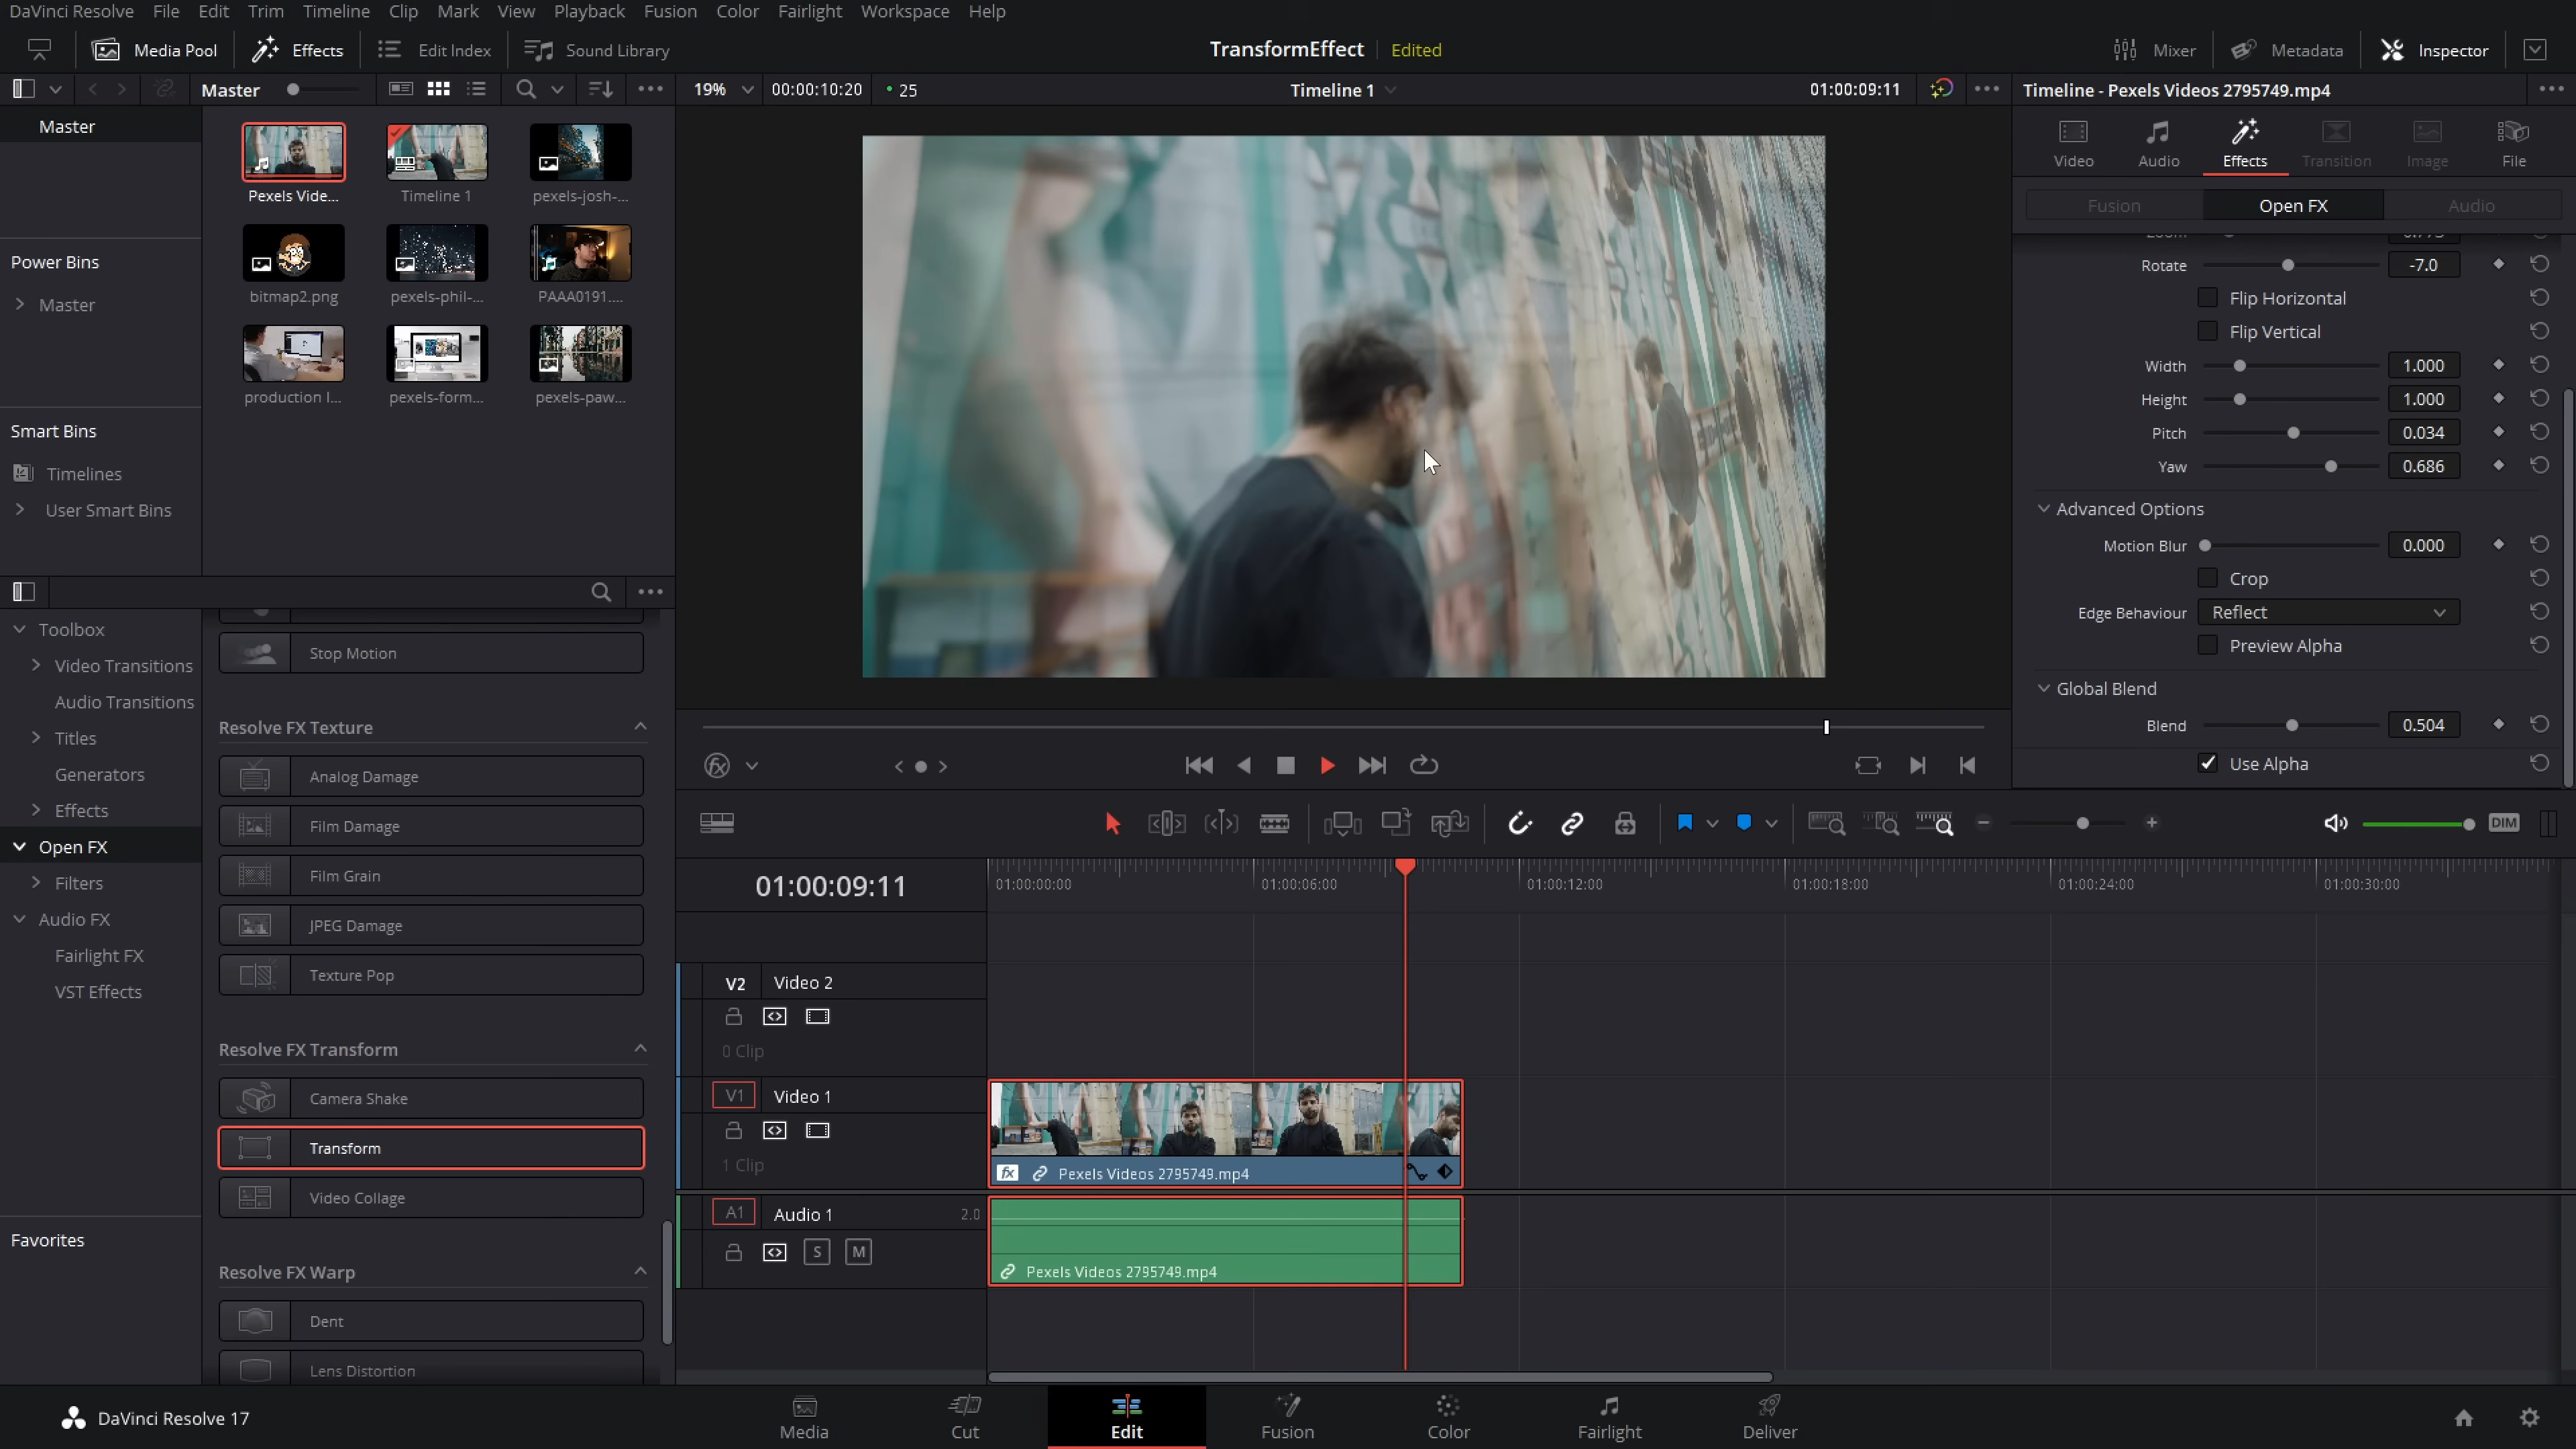 DaVinci Resolve File Edit Trim Timeline Clip Mark View Playback Fusion Color Fairlight Workspace Help
Media Pool Effects Edit Index Sound Library TransformEffect Edited Mixer Metadata Inspector
Master 19% 00:00:10:20 25 Timeline 1 01:00:09:11 Timeline - Pexels Videos 2795749.mp4
Master
Pexels Vide... Timeline 1 pexels-josh-...
Power Bins
Master
bitmap2.png pexels-phil-... PAAA0191....
production I... pexels-form... pexels-paw...
Smart Bins
Timelines
User Smart Bins
Video Audio Effects Transition Image File
Fusion Open FX Audio
Rotate -7.0
Flip Horizontal
Flip Vertical
Width 1.000
Height 1.000
Pitch 0.034
Yaw 0.686
Advanced Options
Motion Blur 0.000
Crop
Edge Behaviour Reflect
Preview Alpha
Global Blend
Blend 0.504
Use Alpha
Toolbox
Video Transitions
Audio Transitions
Titles
Generators
Effects
Open FX
Filters
Audio FX
Fairlight FX
VST Effects
Favorites
Stop Motion
Resolve FX Texture
Analog Damage
Film Damage
Film Grain
JPEG Damage
Texture Pop
Resolve FX Transform
Camera Shake
Transform
Video Collage
Resolve FX Warp
Dent
Lens Distortion
DIM
01:00:09:11 01:00:00:00 01:00:06:00 01:00:12:00 01:00:18:00 01:00:24:00 01:00:30:00
V2 Video 2
0 Clip
V1 Video 1
1 Clip
fx Pexels Videos 2795749.mp4
A1 Audio 1 2.0
S M
Pexels Videos 2795749.mp4
DaVinci Resolve 17 Media Cut Edit Fusion Color Fairlight Deliver